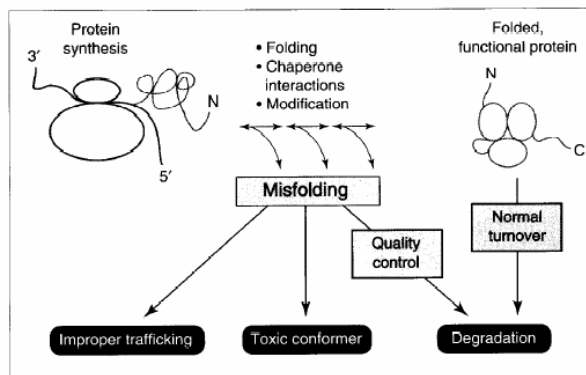 Protein
synthesis
3′
N
5′
• Folding
• Chaperone
interactions
• Modification
Folded,
functional protein
N
C
Misfolding
Quality
control
Normal
turnover
Improper trafficking
Toxic conformer
Degradation